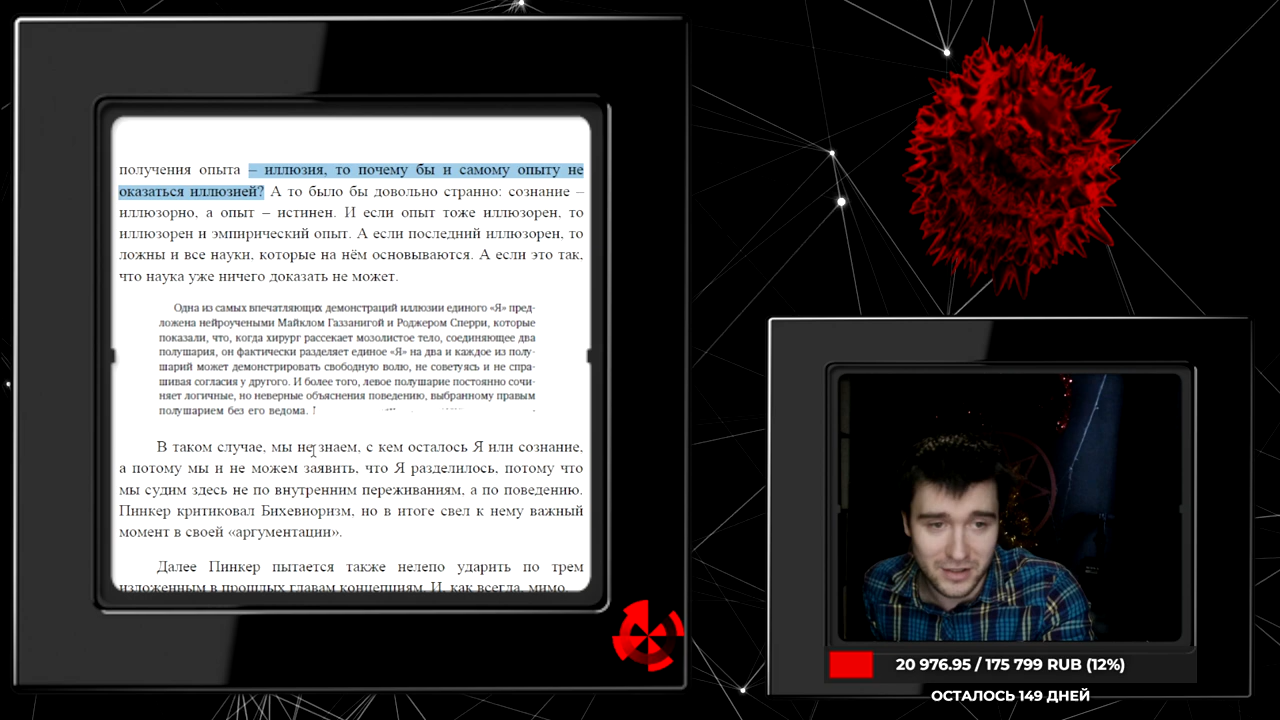 получения опыта – иллюзия, то почему бы и самому опыту не
оказаться иллюзией? А то было бы довольно странно: сознание –
иллюзорно, а опыт – истинен. И если опыт тоже иллюзорен, то
иллюзорен и эмпирический опыт. А если последний иллюзорен, то
ложны и все науки, которые на нём основываются. А если это так,
что наука уже ничего доказать не может.
Одна из самых впечатляющих демонстраций иллюзии единого «Я» пред-
ложена нейроучеными Майклом Газзанигой и Роджером Сперри, которые
показали, что, когда хирург рассекает мозолистое тело, соединяющее два
полушария, он фактически разделяет единое «Я» на два и каждое из полу-
шарий может демонстрировать свободную волю, не советуясь и не спра-
шивая согласия у другого. И более того, левое полушарие постоянно сочи-
няет логичные, но неверные объяснения поведению, выбранному правым
полушарием без его ведома.
В таком случае, мы не знаем, с кем осталось Я или сознание,
а потому мы и не можем заявить, что Я разделилось, потому что
мы судим здесь не по внутренним переживаниям, а по поведению.
Пинкер критиковал Бихевиоризм, но в итоге свел к нему важный
момент в своей «аргументации».
Далее Пинкер пытается также нелепо ударить по трем
изложенным в прошлых главам концепциям. И, как всегда, мимо.
20 976.95 / 175 799 RUB (12%)
ОСТАЛОСЬ 149 ДНЕЙ